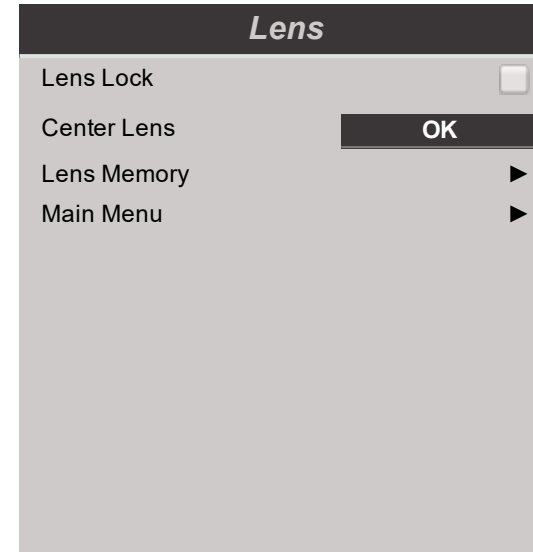 Lens
Lens Lock
Center Lens OK
Lens Memory ►
Main Menu ►